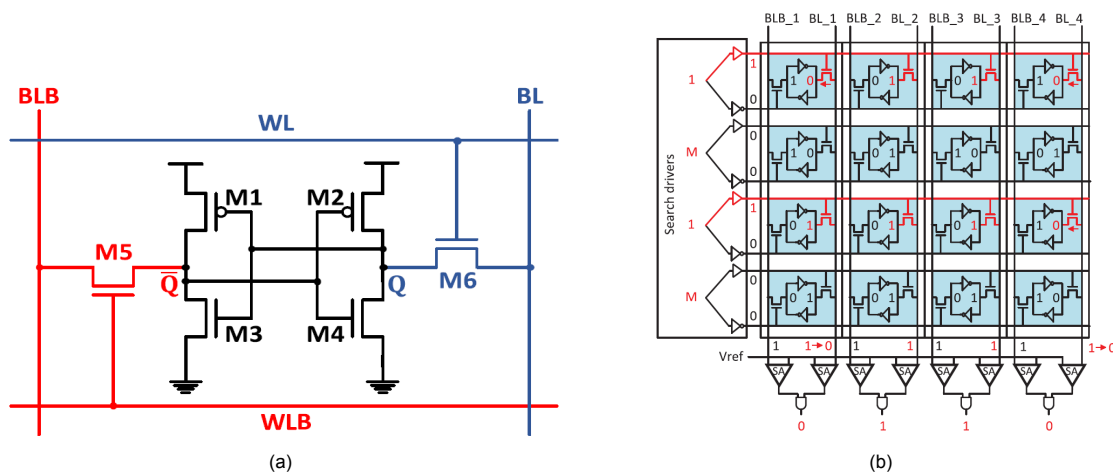 BLB
BL
WL
M1
M2
M5
Q̅
Q
M6
M3
M4
WLB
(a)
BLB_1 BL_1 BLB_2 BL_2 BLB_3 BL_3 BLB_4 BL_4
Search drivers
1
1
1 0 0 1 0 1 1 0
0
0
M
1 0 0 1 1 0 1 0
0
1
1
0 1 0 1 0 1 1 0
0
0
M
0 1 1 0 0 1 0 1
0
1 1→0 1 1 1 1 1 1→0
Vref
SA SA SA SA SA SA SA SA
0 1 1 0
(b)